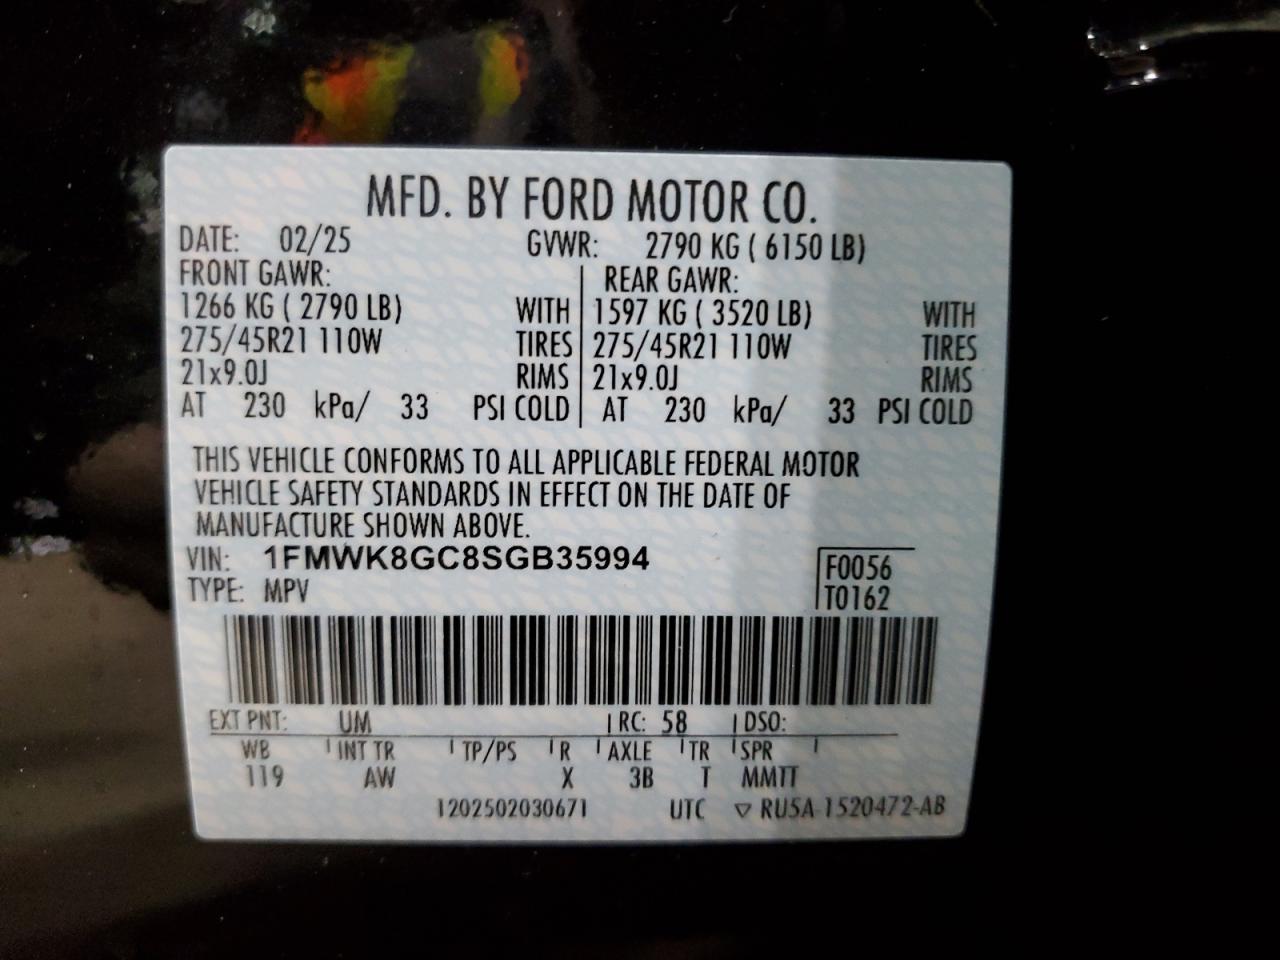 MFD. BY FORD MOTOR CO.
DATE: 02/25 GVWR: 2790 KG ( 6150 LB)
FRONT GAWR: REAR GAWR:
1266 KG ( 2790 LB) WITH 1597 KG ( 3520 LB) WITH
275/45R21 110W TIRES 275/45R21 110W TIRES
21x9.0J RIMS 21x9.0J RIMS
AT 230 kPa/ 33 PSI COLD AT 230 kPa/ 33 PSI COLD
THIS VEHICLE CONFORMS TO ALL APPLICABLE FEDERAL MOTOR
VEHICLE SAFETY STANDARDS IN EFFECT ON THE DATE OF
MANUFACTURE SHOWN ABOVE.
VIN: 1FMWK8GC8SGB35994 F0056
TYPE: MPV T0162
EXT PNT: UM RC: 58 DSO:
WB INT TR TP/PS R AXLE TR SPR
119 AW X 3B T MMTT
1202502030671 UTC ▽ RU5A-1520472-AB